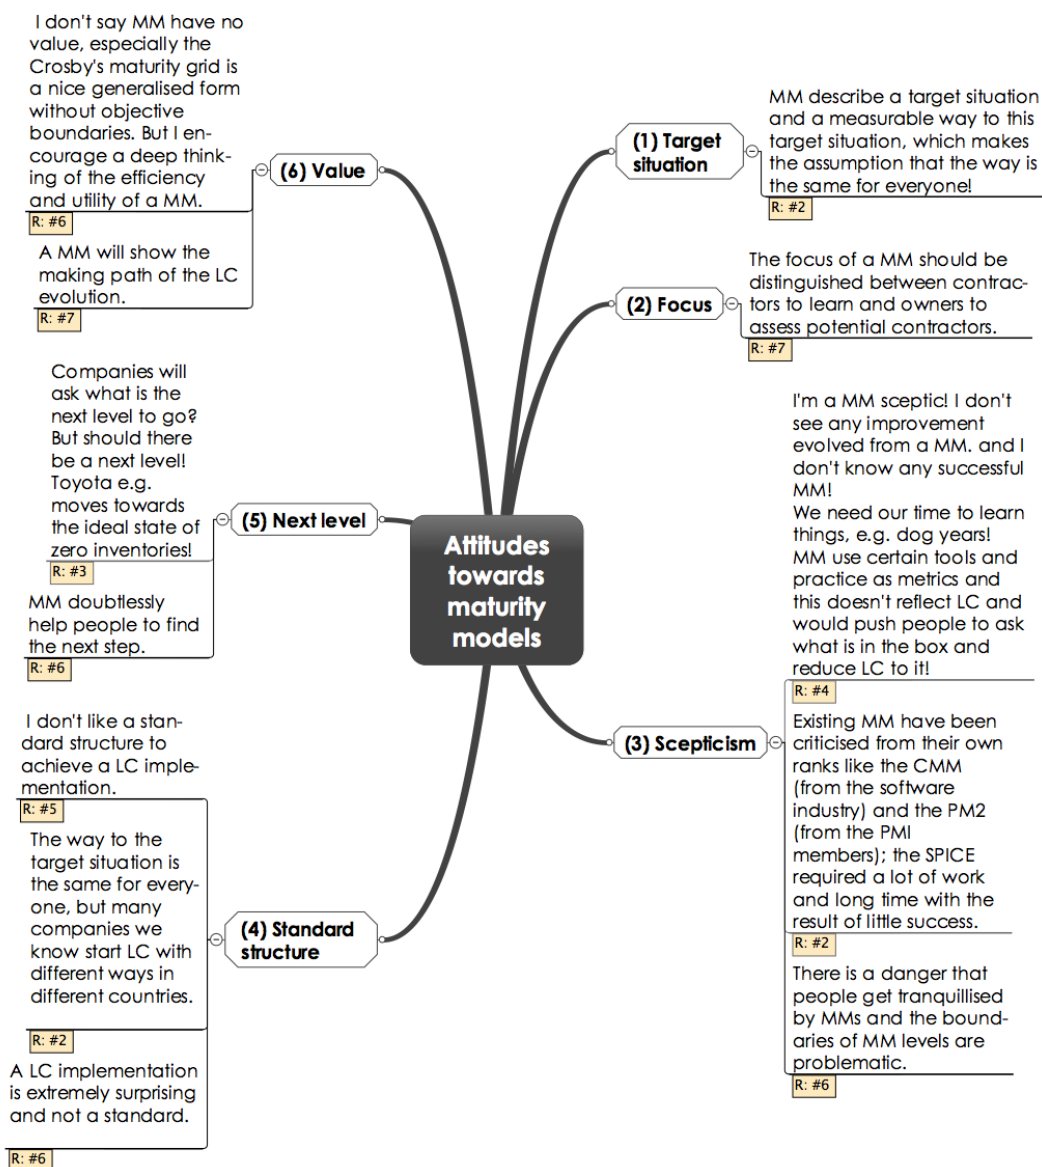 Attitudes
towards
maturity
models
(1) Target
situation
MM describe a target situation
and a measurable way to this
target situation, which makes
the assumption that the way is
the same for everyone!
R: #2
(2) Focus
The focus of a MM should be
distinguished between contrac-
tors to learn and owners to
assess potential contractors.
R: #7
(3) Scepticism
I'm a MM sceptic! I don't
see any improvement
evolved from a MM. and I
don't know any successful
MM!
We need our time to learn
things, e.g. dog years!
MM use certain tools and
practice as metrics and
this doesn't reflect LC and
would push people to ask
what is in the box and
reduce LC to it!
R: #4
Existing MM have been
criticised from their own
ranks like the CMM
(from the software
industry) and the PM2
(from the PMI
members); the SPICE
required a lot of work
and long time with the
result of little success.
R: #2
There is a danger that
people get tranquillised
by MMs and the bound-
aries of MM levels are
problematic.
R: #6
(4) Standard
structure
I don't like a stan-
dard structure to
achieve a LC imple-
mentation.
R: #5
The way to the
target situation is
the same for every-
one, but many
companies we
know start LC with
different ways in
different countries.
R: #2
A LC implementation
is extremely surprising
and not a standard.
R: #6
(5) Next level
Companies will
ask what is the
next level to go?
But should there
be a next level!
Toyota e.g.
moves towards
the ideal state of
zero inventories!
R: #3
MM doubtlessly
help people to find
the next step.
R: #6
(6) Value
I don't say MM have no
value, especially the
Crosby's maturity grid is
a nice generalised form
without objective
boundaries. But I en-
courage a deep think-
ing of the efficiency
and utility of a MM.
R: #6
A MM will show the
making path of the LC
evolution.
R: #7